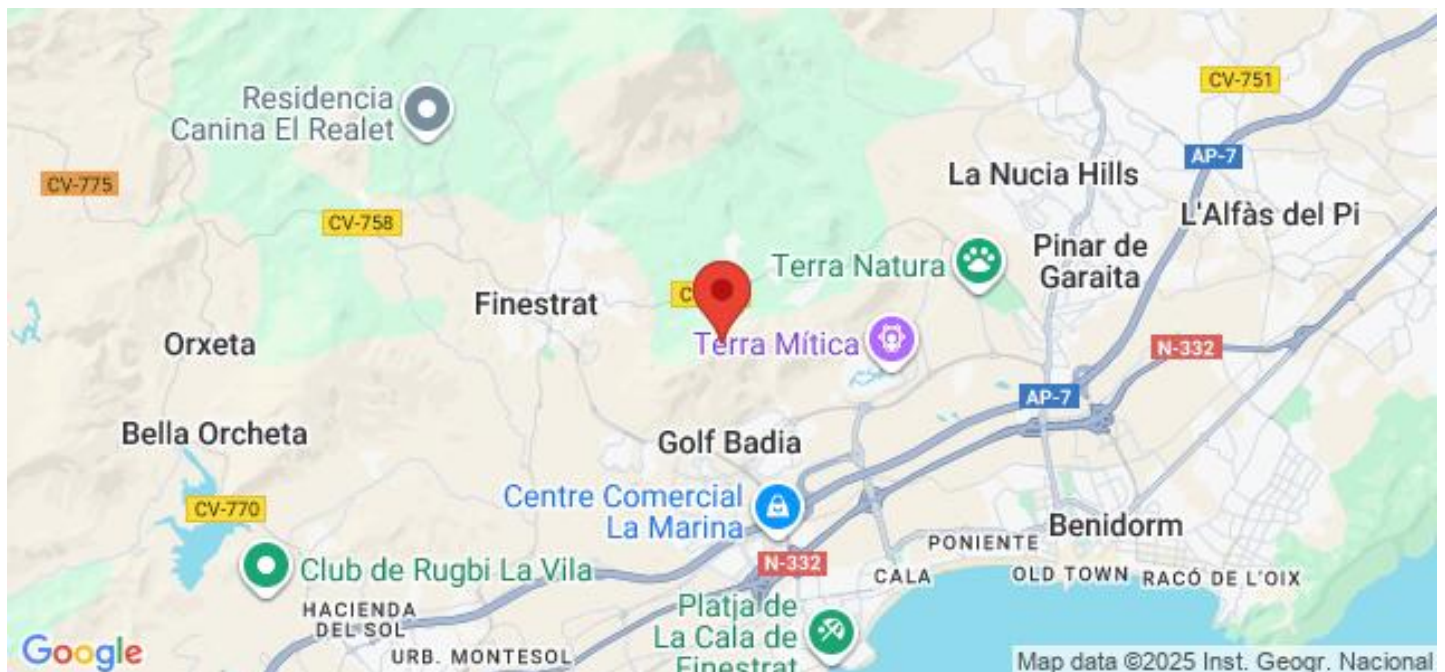 CV-751
Residencia
Canina El Realet
AP-7
La Nucia Hills
CV-775
CV-758
L'Alfàs del Pi
Terra Natura
Pinar de
Garaita
Finestrat
Orxeta
Terra Mítica
N-332
AP-7
Bella Orcheta
Golf Badia
Centre Comercial
La Marina
CV-770
Benidorm
PONIENTE
N-332
Club de Rugbi La Vila
CALA
OLD TOWN
RACÓ DE L'OIX
HACIENDA
DEL SOL
Platja de
La Cala de
Finestrat
URB. MONTESOL
Google
Map data ©2025 Inst. Geogr. Nacional